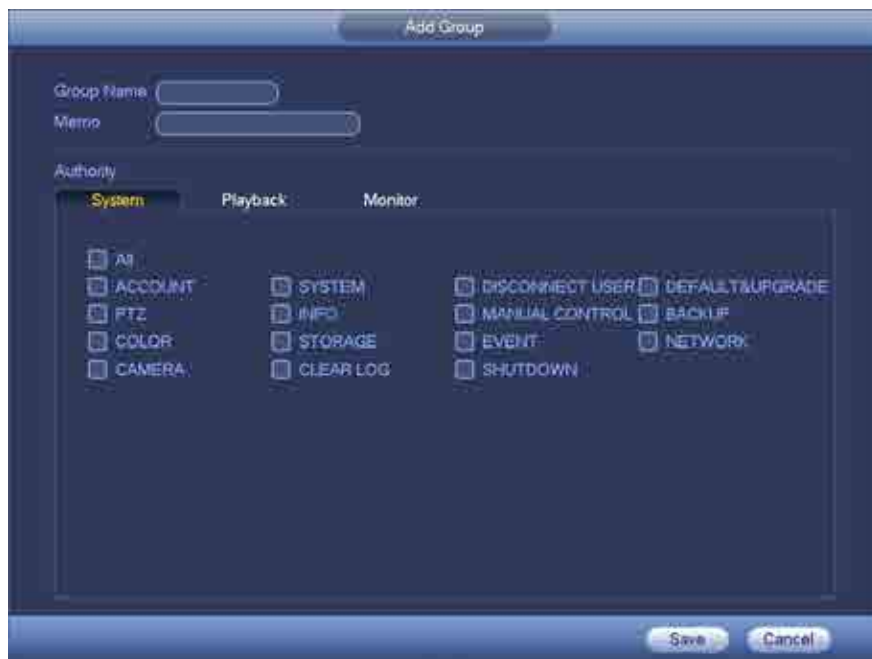 Add Group
Group Name
Memo
Authority
System Playback Monitor
All
ACCOUNT SYSTEM DISCONNECT USER DEFAULT&UPGRADE
PTZ INFO MANUAL CONTROL BACKUP
COLOR STORAGE EVENT NETWORK
CAMERA CLEAR LOG SHUTDOWN
Save Cancel